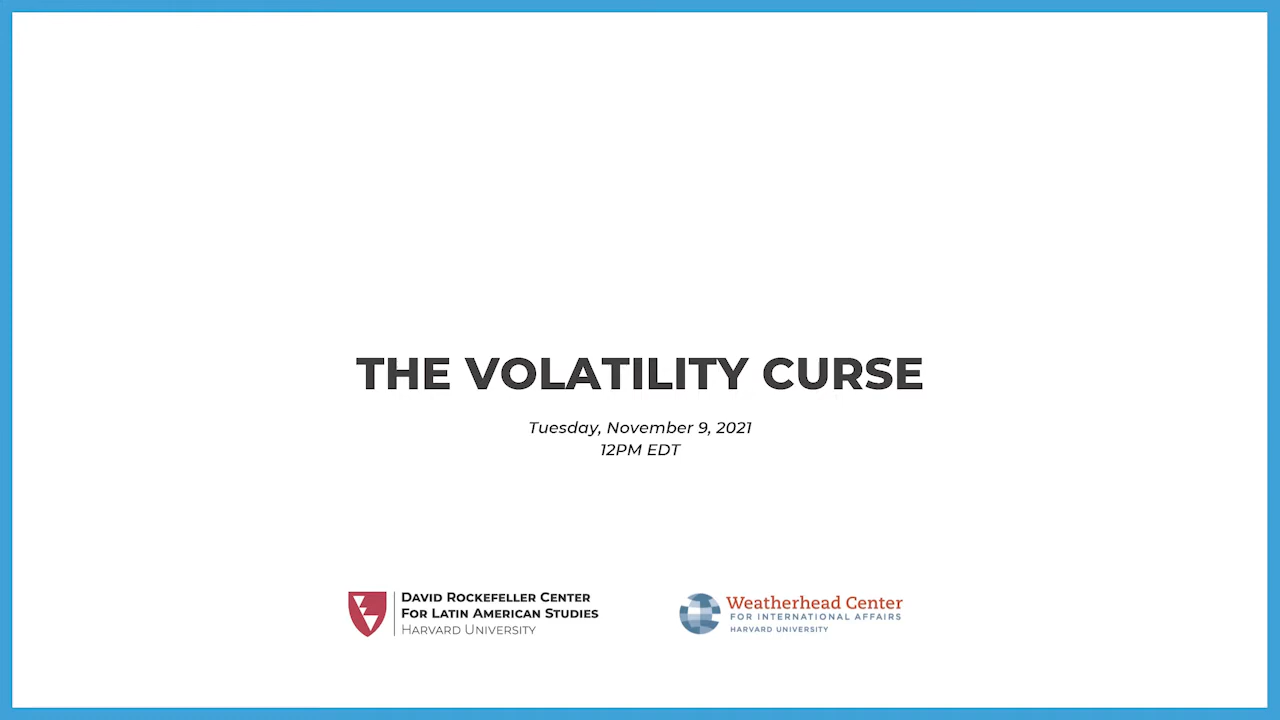 THE VOLATILITY CURSE
Tuesday, November 9, 2021
12PM EDT
DAVID ROCKEFELLER CENTER
FOR LATIN AMERICAN STUDIES
HARVARD UNIVERSITY
Weatherhead Center
FOR INTERNATIONAL AFFAIRS
HARVARD UNIVERSITY